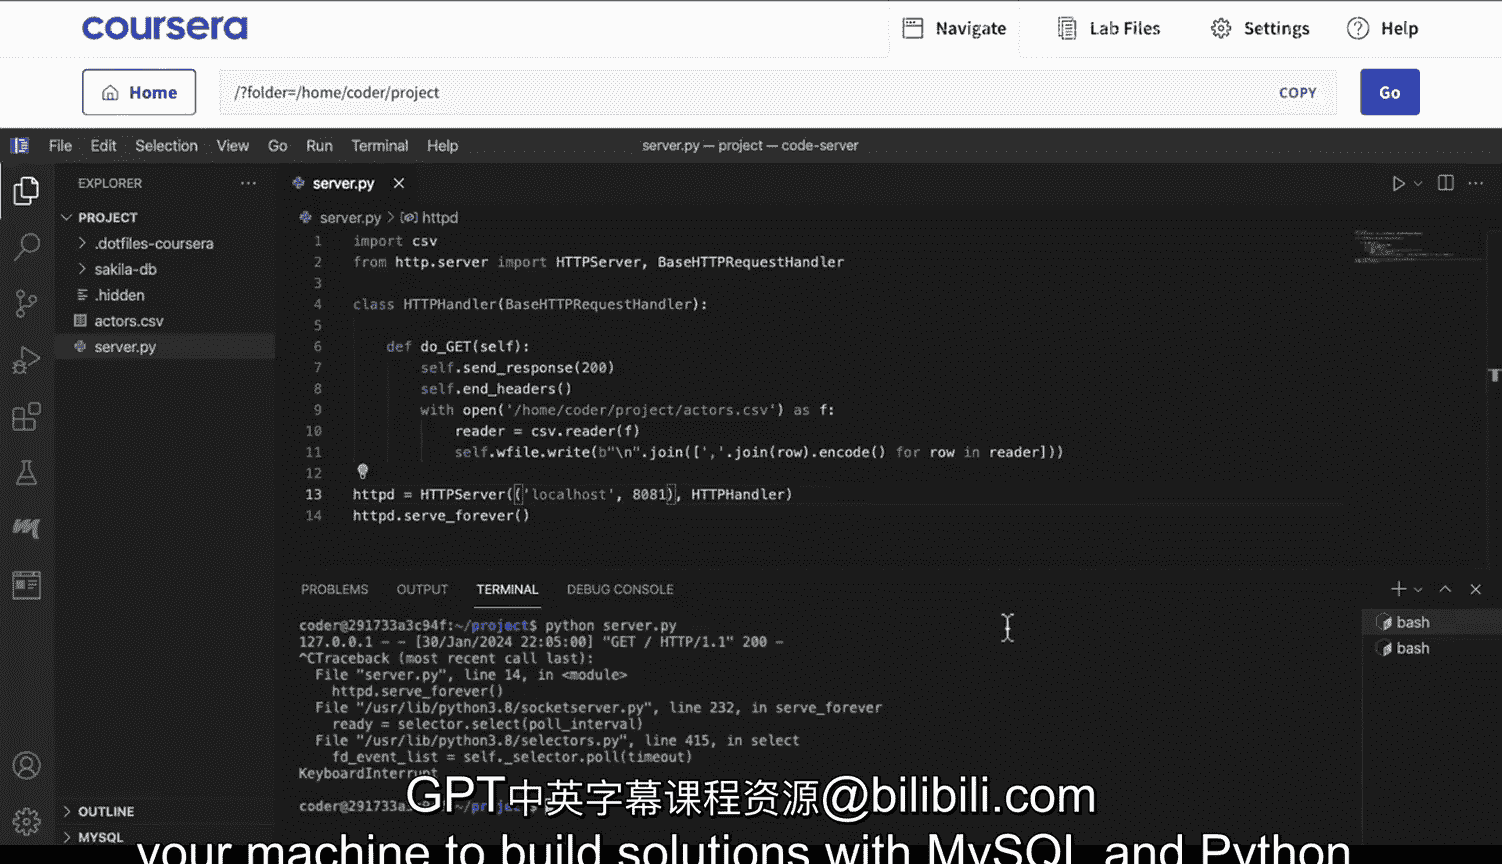 coursera
Navigate Lab Files Settings Help
Home /?folder=/home/coder/project COPY Go
File Edit Selection View Go Run Terminal Help server.py — project — code-server
EXPLORER ··· server.py
PROJECT server.py > httpd
.dotfiles-coursera
sakila-db
.hidden
actors.csv
server.py
1 import csv
2 from http.server import HTTPServer, BaseHTTPRequestHandler
3
4 class HTTPHandler(BaseHTTPRequestHandler):
5
6 def do_GET(self):
7 self.send_response(200)
8 self.end_headers()
9 with open('/home/coder/project/actors.csv') as f:
10 reader = csv.reader(f)
11 self.wfile.write(b"\n".join([','.join(row).encode() for row in reader]))
12
13 httpd = HTTPServer(('localhost', 8081), HTTPHandler)
14 httpd.serve_forever()
PROBLEMS OUTPUT TERMINAL DEBUG CONSOLE
coder@291733a3c94f:~/project$ python server.py
127.0.0.1 - - [30/Jan/2024 22:05:00] "GET / HTTP/1.1" 200 -
^CTraceback (most recent call last):
File "server.py", line 14, in <module>
httpd.serve_forever()
File "/usr/lib/python3.8/socketserver.py", line 232, in serve_forever
ready = selector.select(poll_interval)
File "/usr/lib/python3.8/selectors.py", line 415, in select
fd_event_list = self._selector.poll(timeout)
KeyboardInterrupt
bash
bash
OUTLINE
MYSQL
GPT中英字幕课程资源@bilibili.com
your machine to build solutions with MySQL and Python